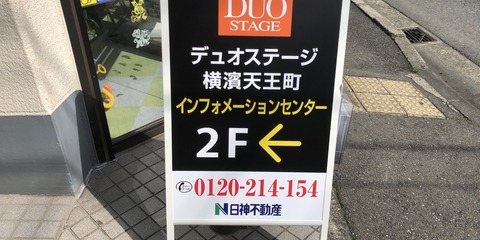 DUO
STAGE
デュオステージ
横濱天王町
インフォメーションセンター
2F←
0120-214-154
日神不動産